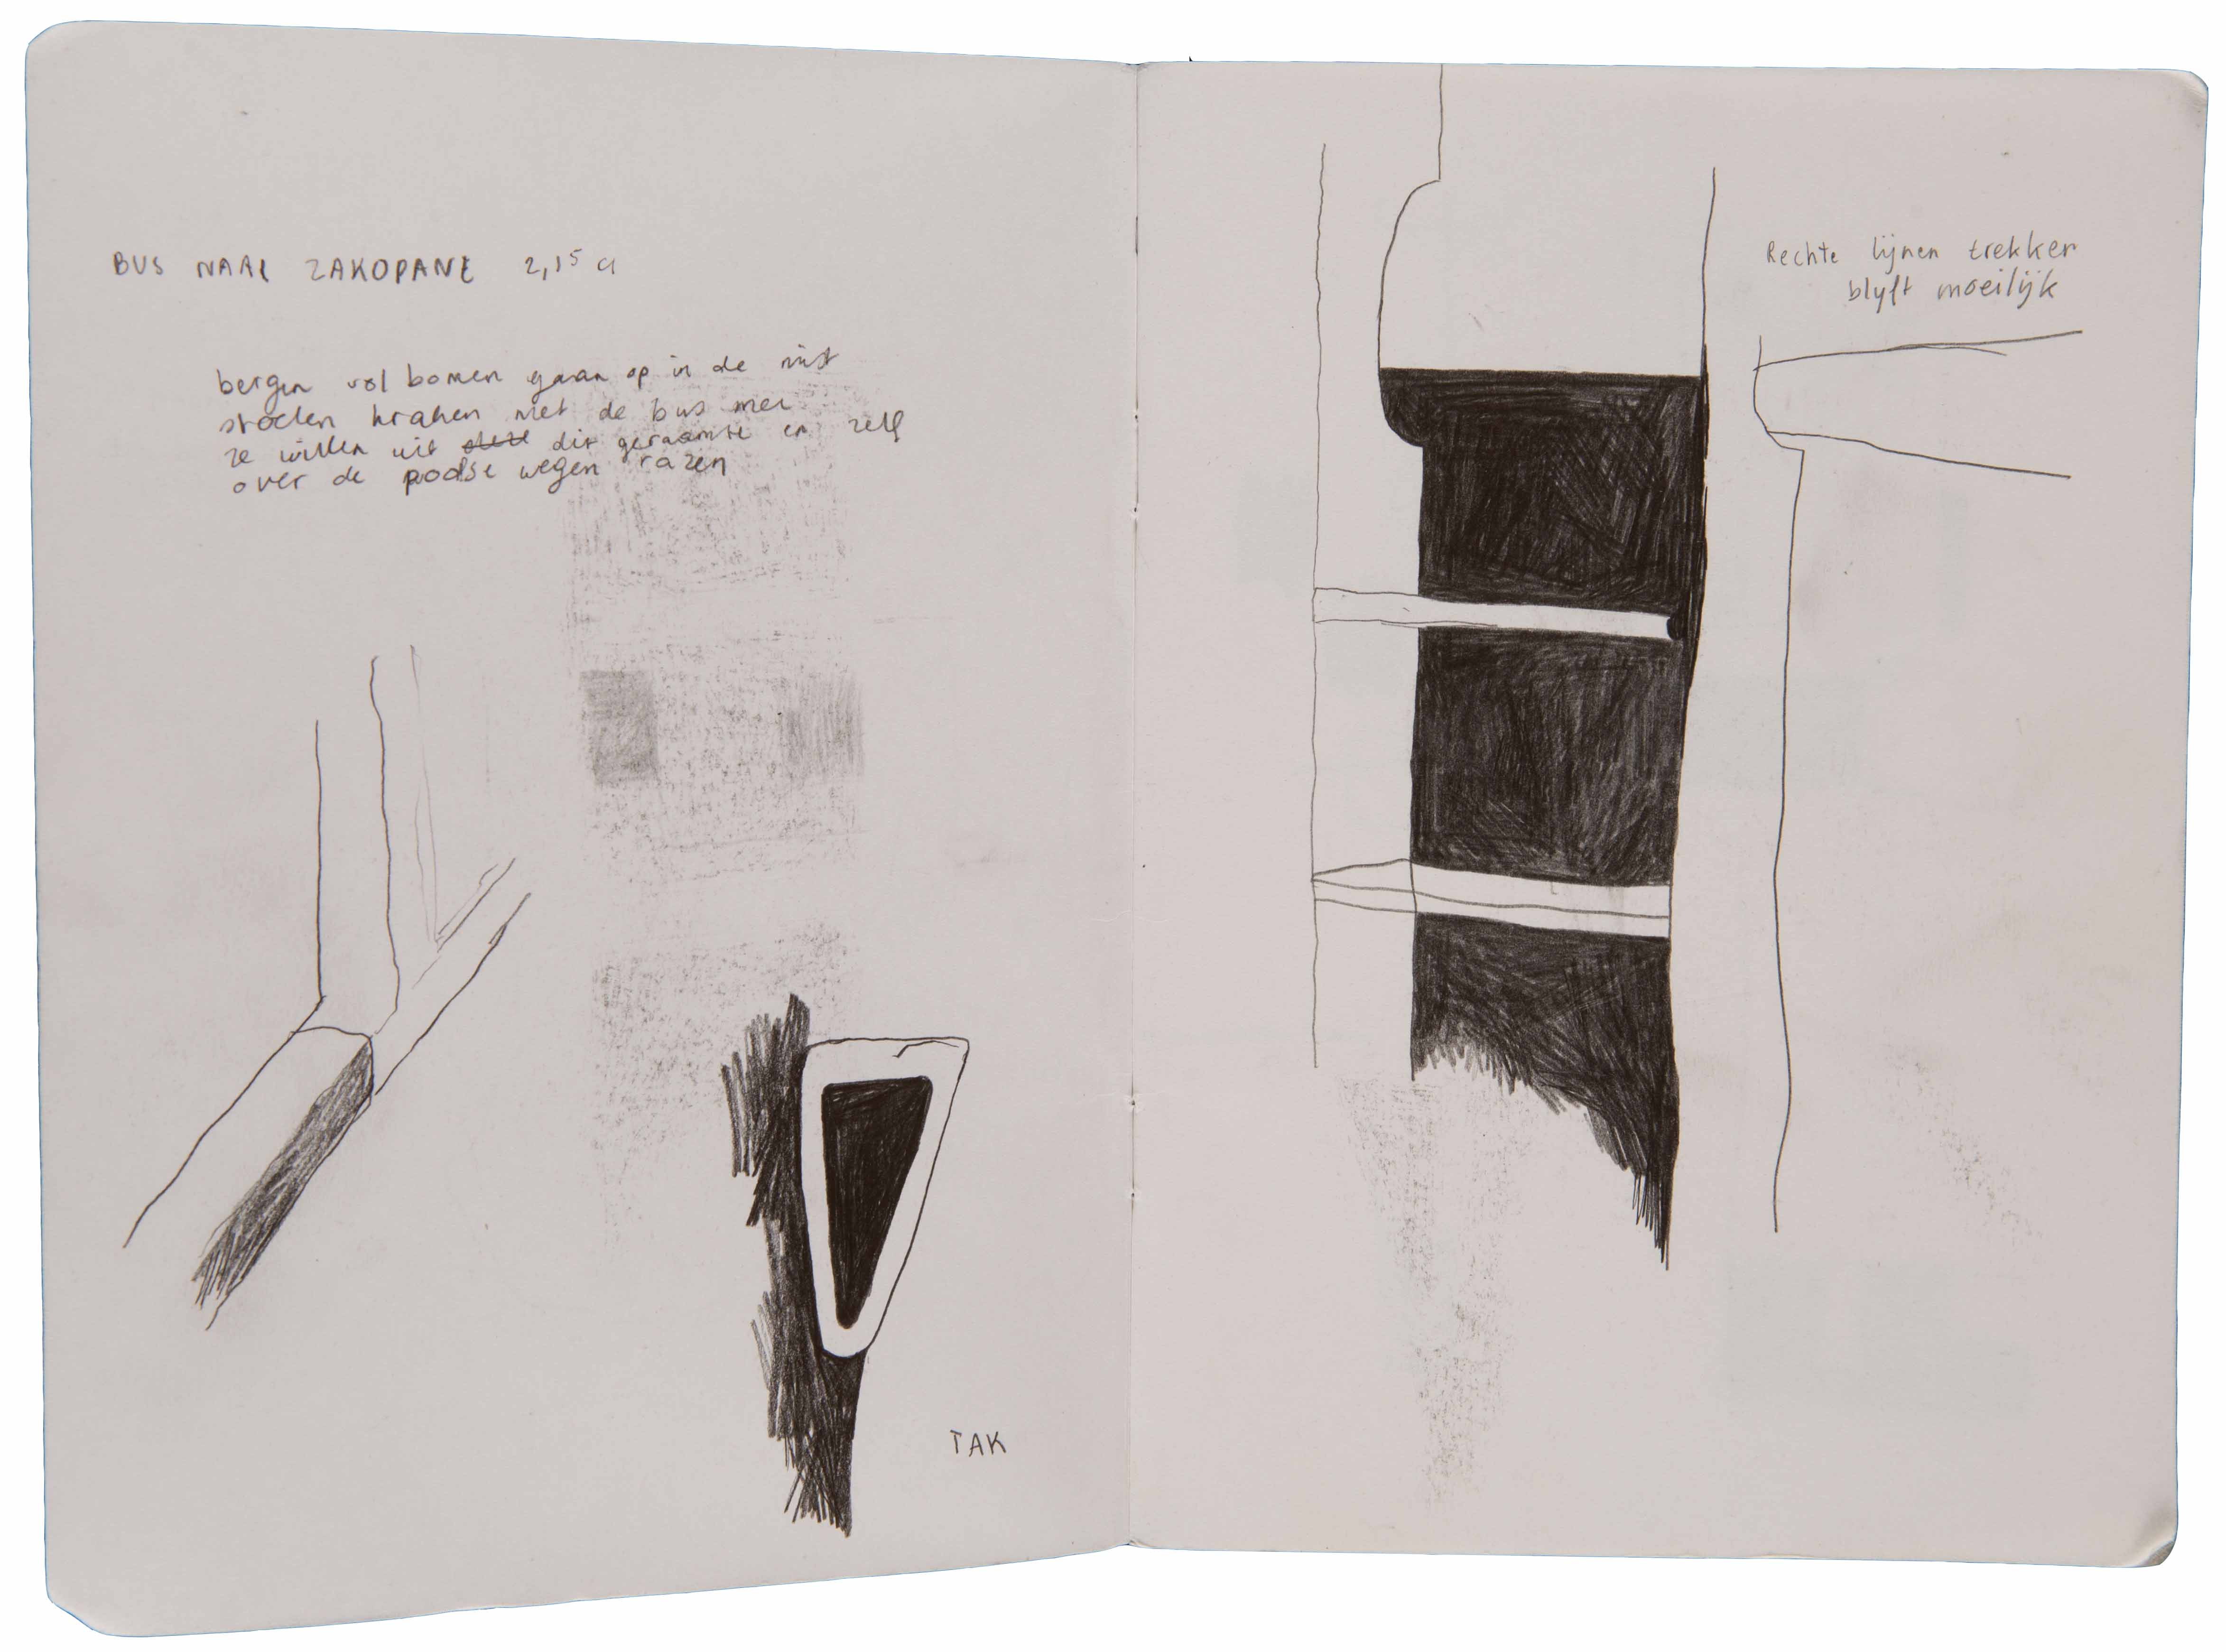 BUS NAAR ZAKOPANE 2,15 u
bergen vol bomen gaan op in de mist
stoelen kraken met de bus mee
ze willen uit dit geraamte en zelf
over de poolse wegen razen
TAK
Rechte lijnen trekken
blijft moeilijk